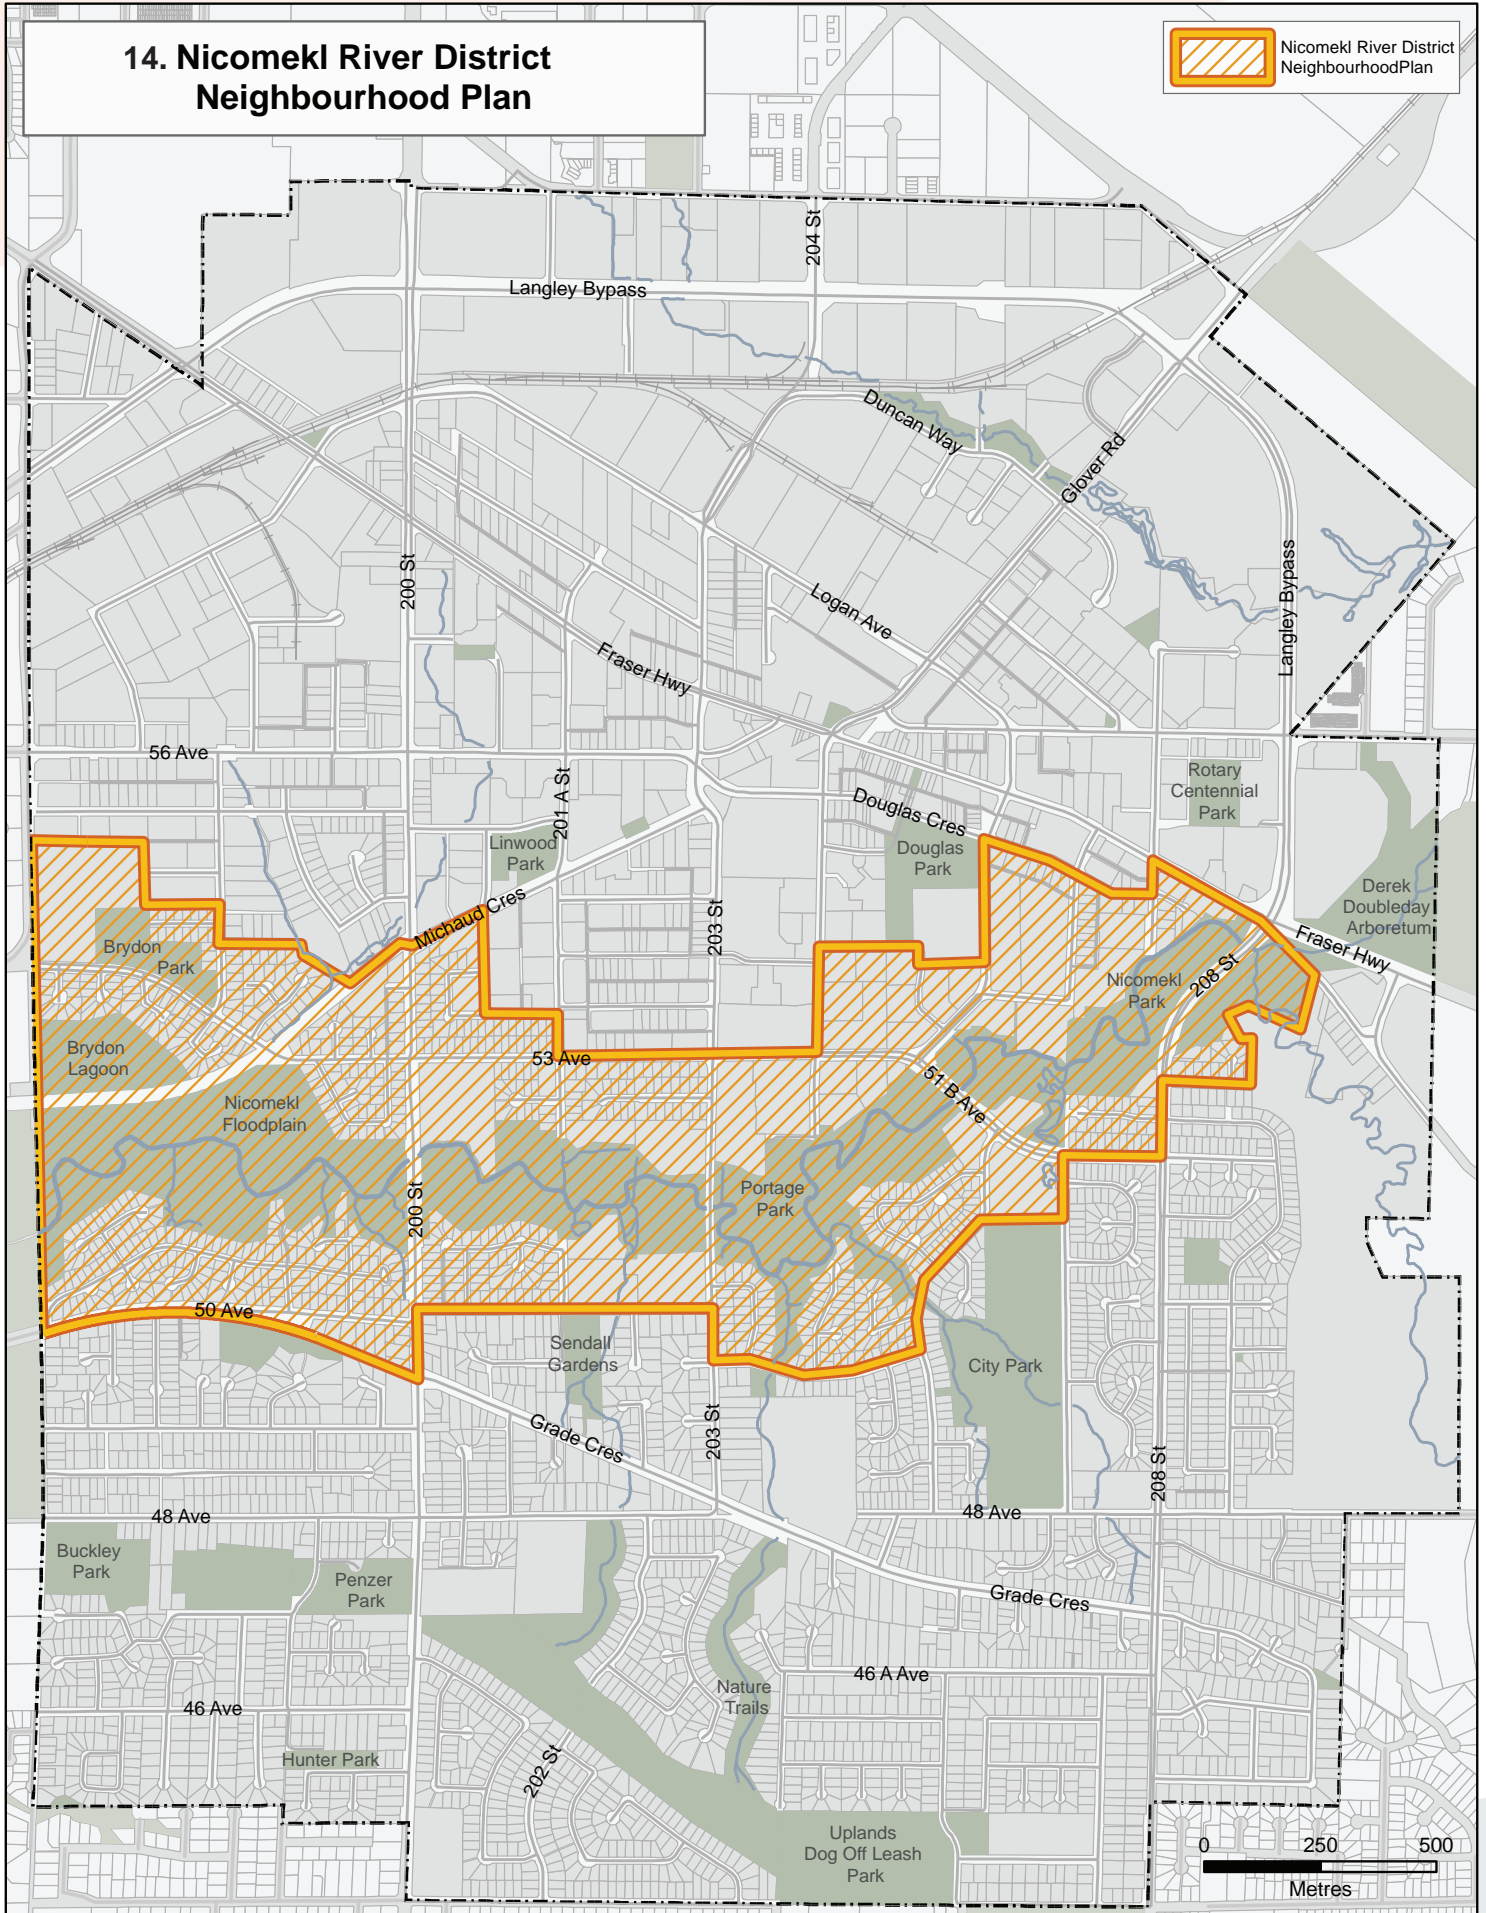 14. Nicomekl River District
Neighbourhood Plan
Nicomekl River District
NeighbourhoodPlan
204 St
Langley Bypass
Duncan Way
Glover Rd
200 St
Logan Ave
Langley Bypass
Fraser Hwy
56 Ave
201 A St
Rotary
Centennial
Park
Douglas Cres
Linwood
Park
Douglas
Park
Derek
Doubleday
Arboretum
Michaud Cres
203 St
Fraser Hwy
Brydon
Park
208 St
Nicomekl
Park
Brydon
Lagoon
53 Ave
51 B Ave
Nicomekl
Floodplain
200 St
Portage
Park
50 Ave
Sendall
Gardens
City Park
Grade Cres
203 St
208 St
48 Ave
48 Ave
Buckley
Park
Penzer
Park
Grade Cres
46 A Ave
Nature
Trails
46 Ave
Hunter Park
202 St
Uplands
Dog Off Leash
Park
0 250 500
Metres